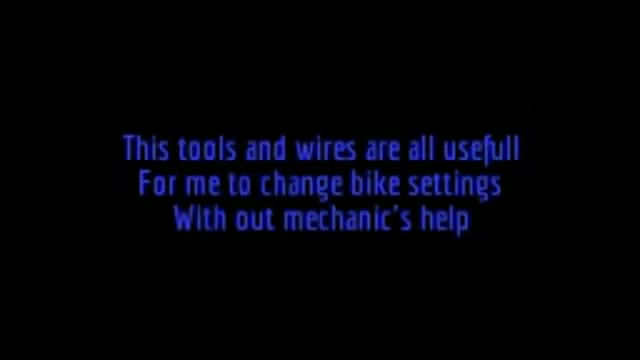 This tools and wires are all usefull
For me to change bike settings
With out mechanic's help